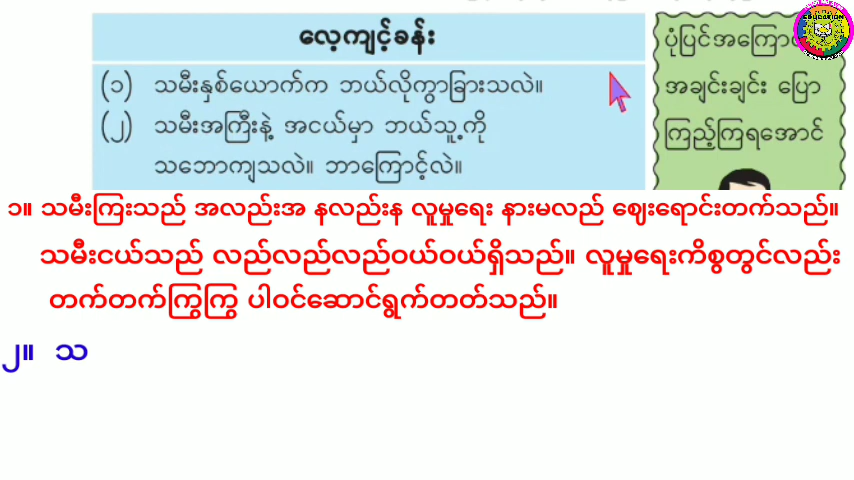 လေ့ကျင့်ခန်း
(၁) သမီးနှစ်ယောက်က ဘယ်လိုကွာခြားသလဲ။
(၂) သမီးအကြီးနဲ့ အငယ်မှာ ဘယ်သူ့ကို
သဘောကျသလဲ။ ဘာကြောင့်လဲ။
ပုံပြင်အကြော
အချင်းချင်း ပြော
ကြည့်ကြရအောင်
EDUCATION
၁။ သမီးကြးသည် အလည်းအ နလည်းန လူမှုရေး နားမလည် ဈေးရောင်းတက်သည်။
သမီးငယ်သည် လည်လည်လည်ဝယ်ဝယ်ရှိသည်။ လူမှုရေးကိစ္စတွင်လည်း
တက်တက်ကြွကြွ ပါဝင်ဆောင်ရွက်တတ်သည်။
၂။ သ